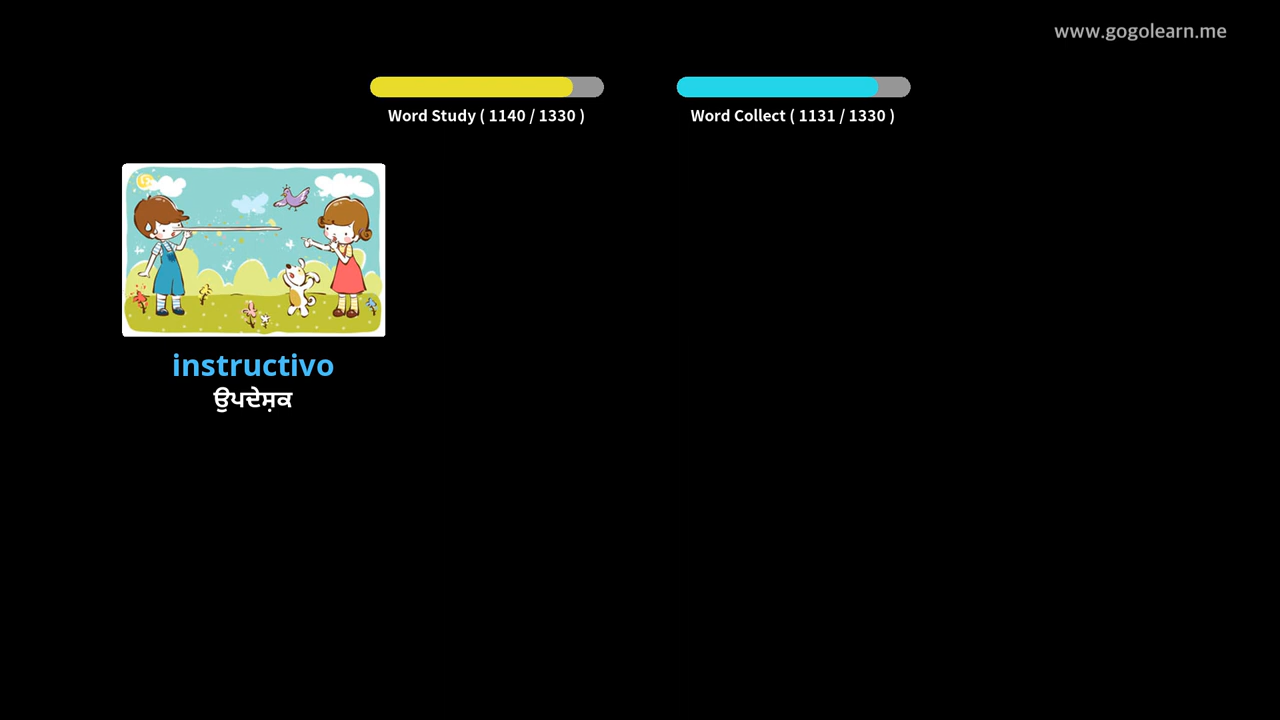 www.gogolearn.me
Word Study ( 1140 / 1330 )
Word Collect ( 1131 / 1330 )
instructivo
ਉਪਦੇਸ਼ਕ